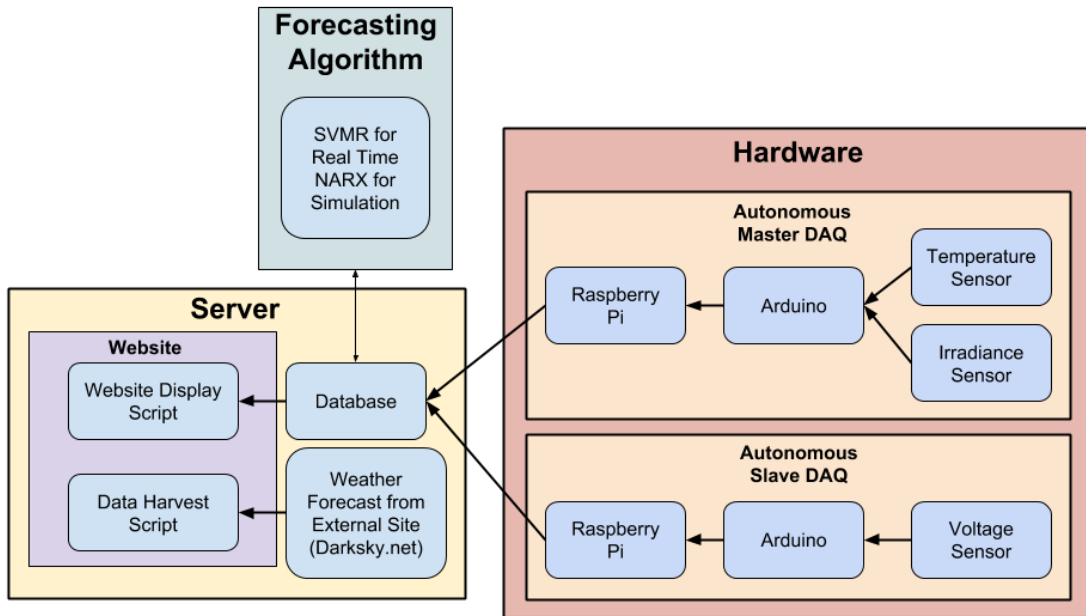 Forecasting
Algorithm
SVMR for
Real Time
NARX for
Simulation
Server
Website
Website Display
Script
Database
Data Harvest
Script
Weather
Forecast from
External Site
(Darksky.net)
Hardware
Autonomous
Master DAQ
Raspberry
Pi
Arduino
Temperature
Sensor
Irradiance
Sensor
Autonomous
Slave DAQ
Raspberry
Pi
Arduino
Voltage
Sensor